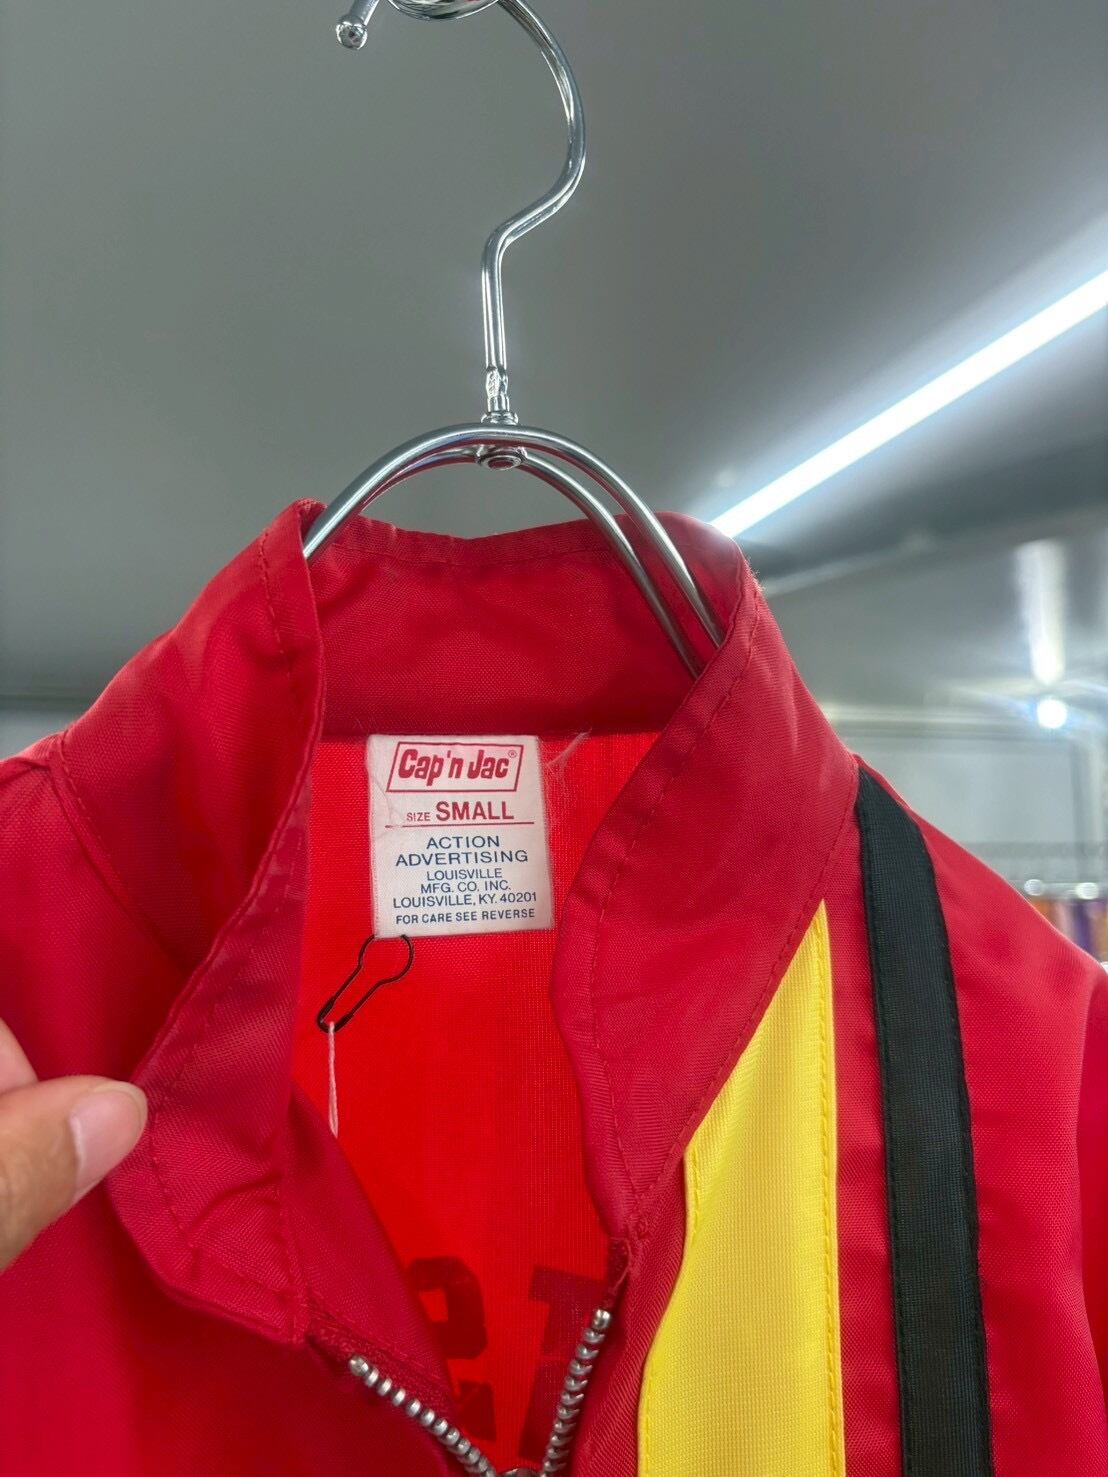 Cap'n Jac®
SIZE SMALL
ACTION
ADVERTISING
LOUISVILLE
MFG. CO. INC.
LOUISVILLE, KY. 40201
FOR CARE SEE REVERSE